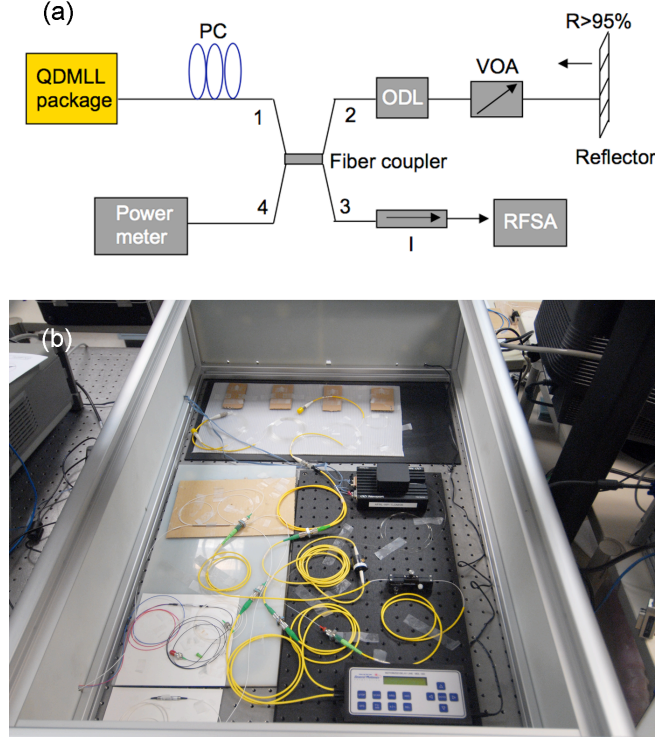 (a)
R>95%
PC
VOA
QDMLL
package
ODL
1
2
Reflector
Fiber coupler
4
3
Power
meter
RFSA
I
(b)